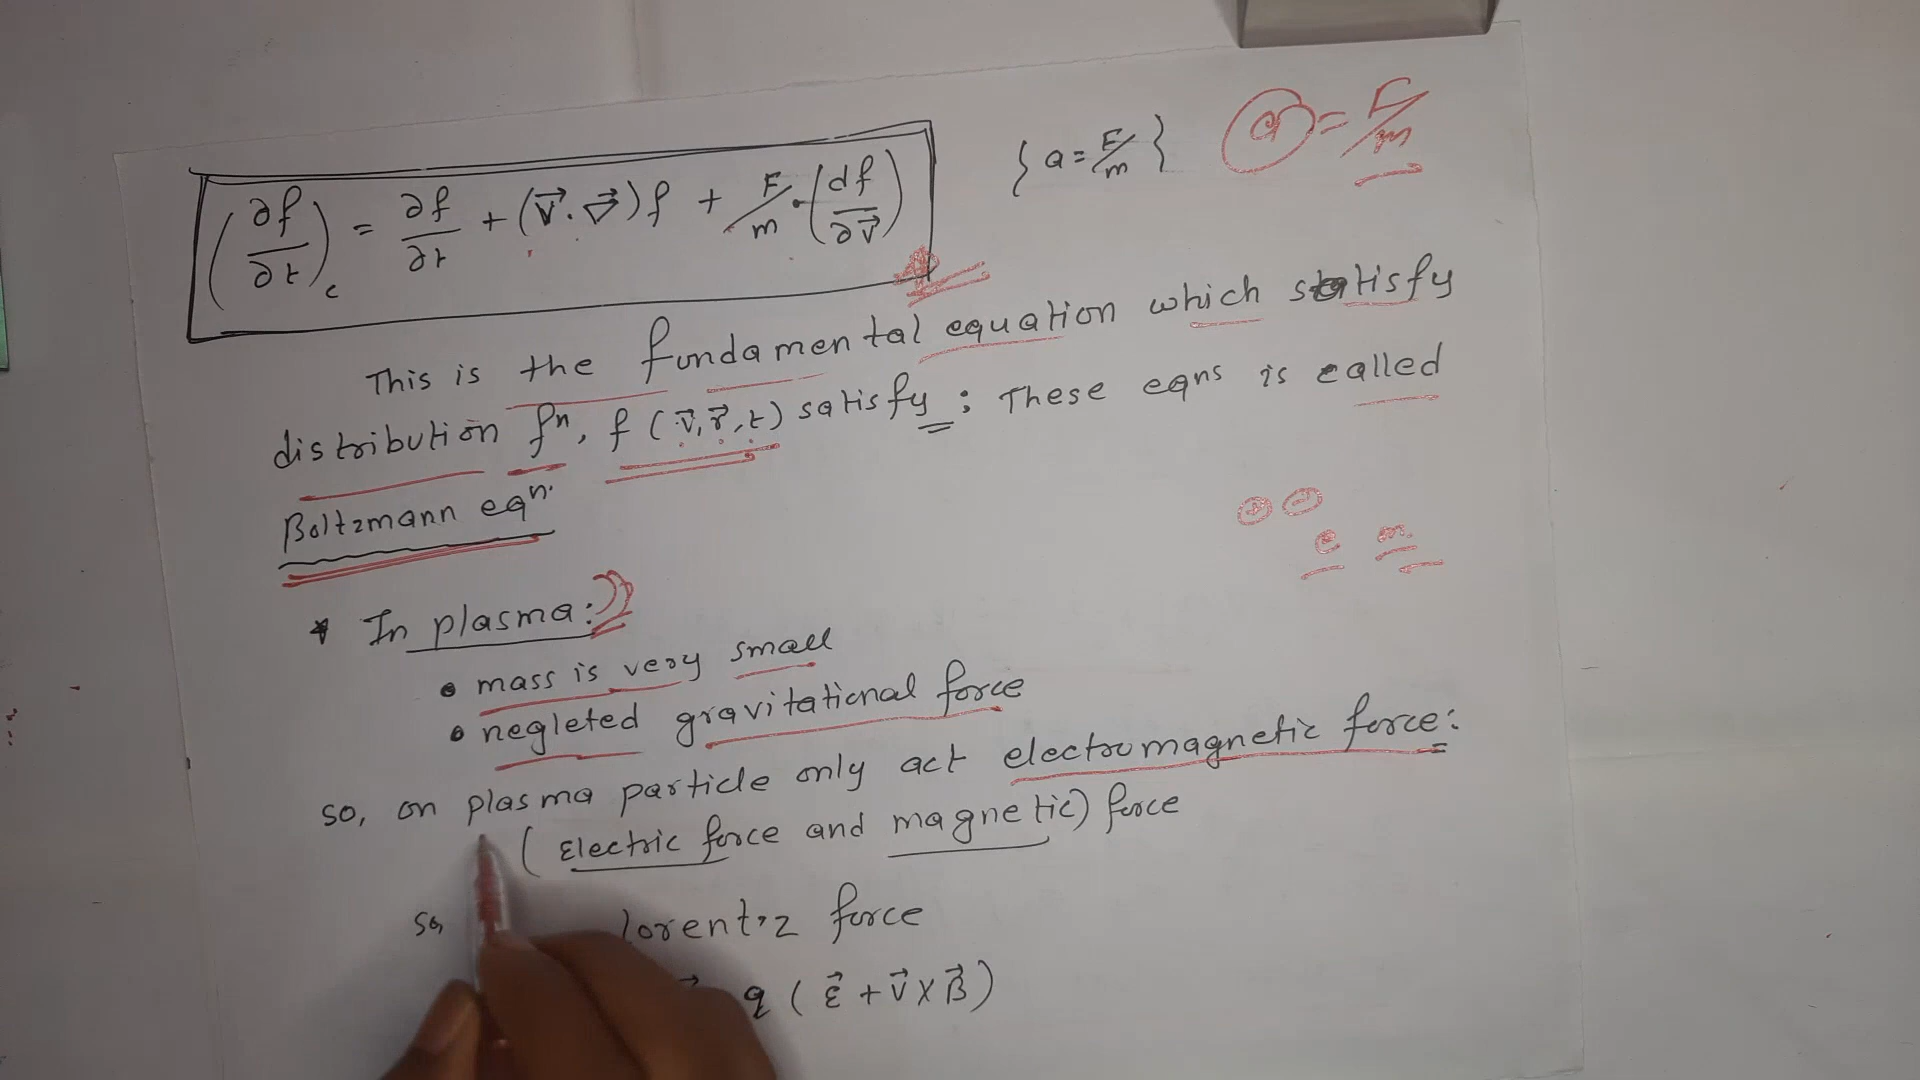 (∂f/∂t)c = ∂f/∂t + (v⃗.∇⃗)f + F/m . (df/∂v⃗) {a = F/m} a = F/m
This is the fundamental equation which satisfy
distribution fⁿ, f (v⃗, r⃗, t) satisfy ; These eqns is called
Boltzmann eqⁿ.
+ - e m
* In plasma:
• mass is very small
• negleted gravitational force
so, on plasma particle only act electromagnetic force:
( Electric force and magnetic) force
so, lorentz force
q ( ε⃗ + v⃗ x B⃗ )